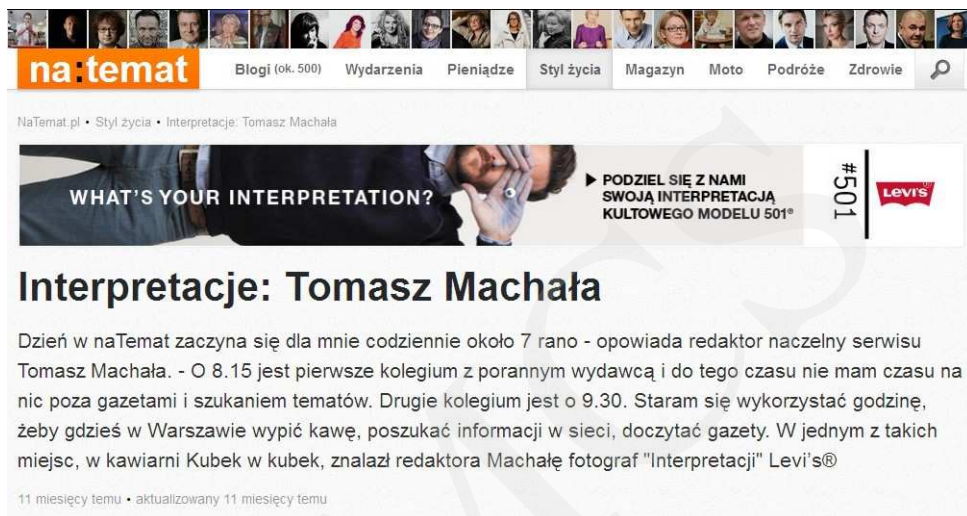 na:temat
Blogi (ok. 500) Wydarzenia Pieniądze Styl życia Magazyn Moto Podróże Zdrowie
NaTemat.pl • Styl życia • Interpretacje: Tomasz Machała
WHAT'S YOUR INTERPRETATION?
PODZIEL SIĘ Z NAMI
SWOJĄ INTERPRETACJĄ
KULTOWEGO MODELU 501®
#501
LEVI'S®
Interpretacje: Tomasz Machała
Dzień w naTemat zaczyna się dla mnie codziennie około 7 rano - opowiada redaktor naczelny serwisu
Tomasz Machała. - O 8.15 jest pierwsze kolegium z porannym wydawcą i do tego czasu nie mam czasu na
nic poza gazetami i szukaniem tematów. Drugie kolegium jest o 9.30. Staram się wykorzystać godzinę,
żeby gdzieś w Warszawie wypić kawę, poszukać informacji w sieci, doczytać gazety. W jednym z takich
miejsc, w kawiarni Kubek w kubek, znalazł redaktora Machałę fotograf "Interpretacji" Levi's®
11 miesięcy temu • aktualizowany 11 miesięcy temu